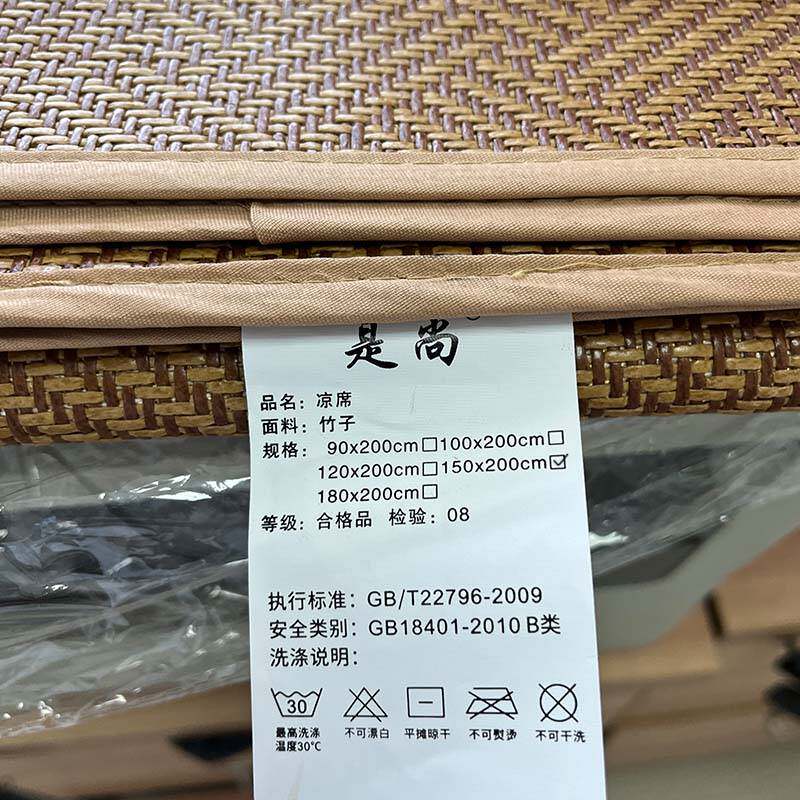 是尚
品名：凉席
面料：竹子
规格： 90x200cm□100x200cm□
120x200cm□150x200cm☑
180x200cm□
等级：合格品 检验：08
执行标准：GB/T22796-2009
安全类别：GB18401-2010 B类
洗涤说明：
30
最高洗涤 不可漂白 平摊晾干 不可熨烫 不可干洗
温度30℃